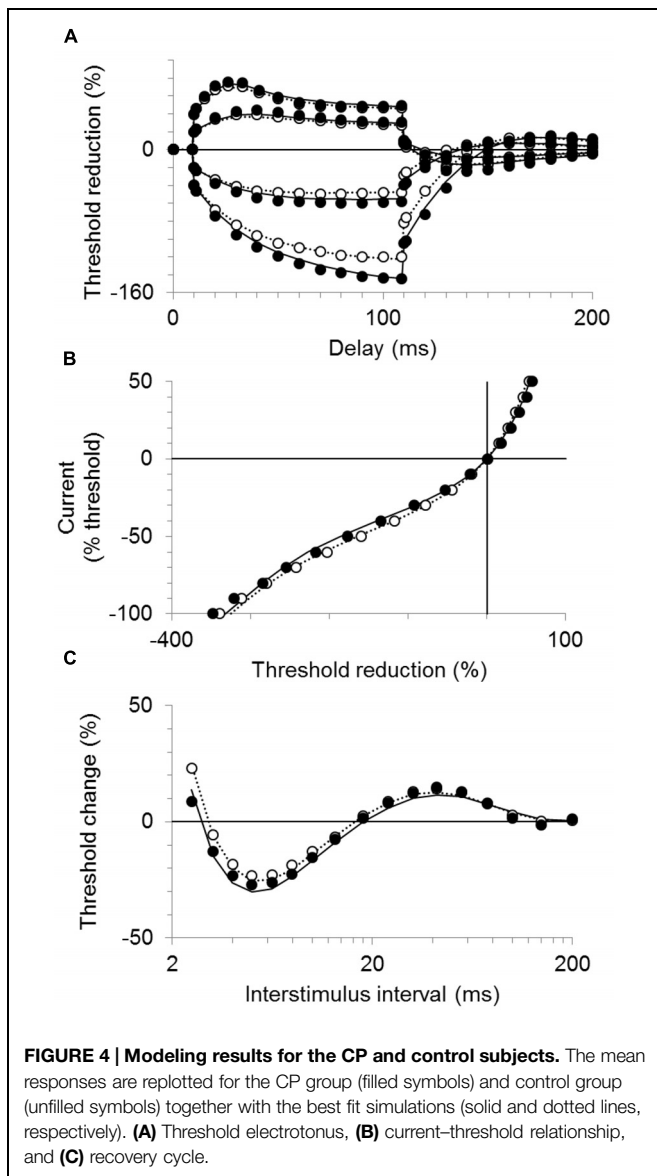 A
Threshold reduction (%)
0
-160
0
100
200
Delay (ms)
B
Current
(% threshold)
50
0
-50
-100
-400
100
Threshold reduction (%)
C
Threshold change (%)
50
0
-50
2
20
200
Interstimulus interval (ms)
FIGURE 4 | Modeling results for the CP and control subjects. The mean
responses are replotted for the CP group (filled symbols) and control group
(unfilled symbols) together with the best fit simulations (solid and dotted lines,
respectively). (A) Threshold electrotonus, (B) current–threshold relationship,
and (C) recovery cycle.